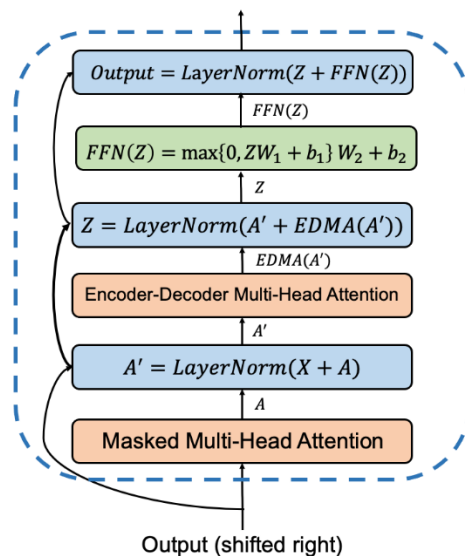 Output = LayerNorm(Z + FFN(Z))
FFN(Z)
FFN(Z) = max{0, ZW₁ + b₁} W₂ + b₂
Z
Z = LayerNorm(A′ + EDMA(A′))
EDMA(A′)
Encoder-Decoder Multi-Head Attention
A′
A′ = LayerNorm(X + A)
A
Masked Multi-Head Attention
Output (shifted right)